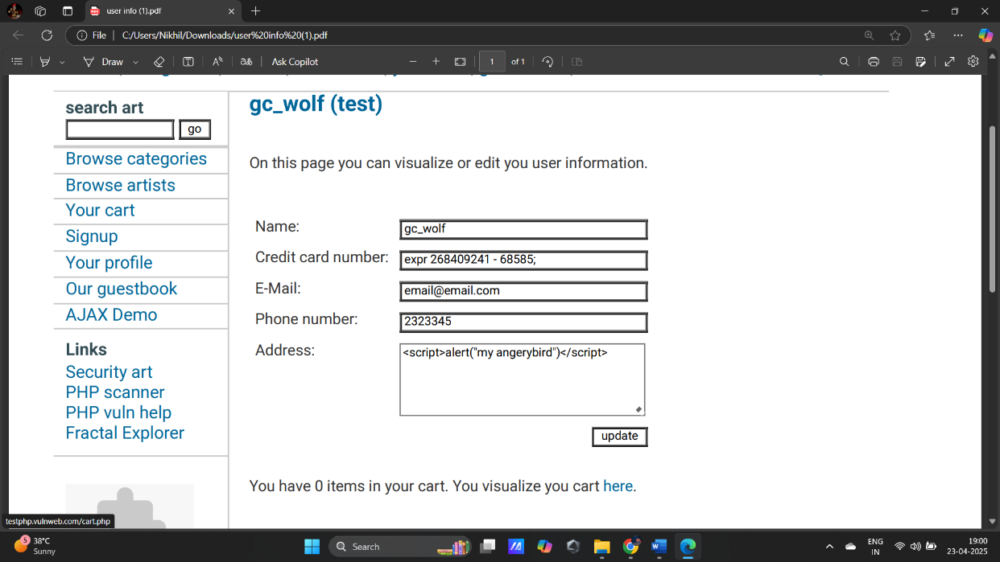 user info (1).pdf
File
C:/Users/Nikhil/Downloads/user%20info%20(1).pdf
Draw
aあ
Ask Copilot
1
of 1
search art
go
Browse categories
Browse artists
Your cart
Signup
Your profile
Our guestbook
AJAX Demo
Links
Security art
PHP scanner
PHP vuln help
Fractal Explorer
gc_wolf (test)
On this page you can visualize or edit you user information.
Name:
gc_wolf
Credit card number:
expr 268409241 - 68585;
E-Mail:
email@email.com
Phone number:
2323345
Address:
<script>alert("my angerybird")</script>
update
You have 0 items in your cart. You visualize you cart here.
testphp.vulnweb.com/cart.php
5
38°C
Sunny
Search
ENG
IN
19:00
23-04-2025